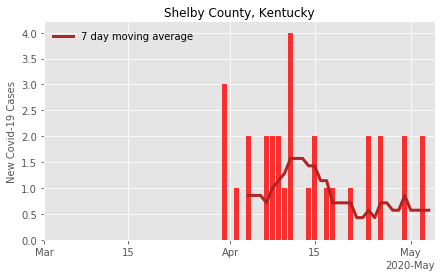 Shelby County, Kentucky
7 day moving average
New Covid-19 Cases
4.0
3.5
3.0
2.5
2.0
1.5
1.0
0.5
0.0
Mar 15 Apr 15 May
2020-May